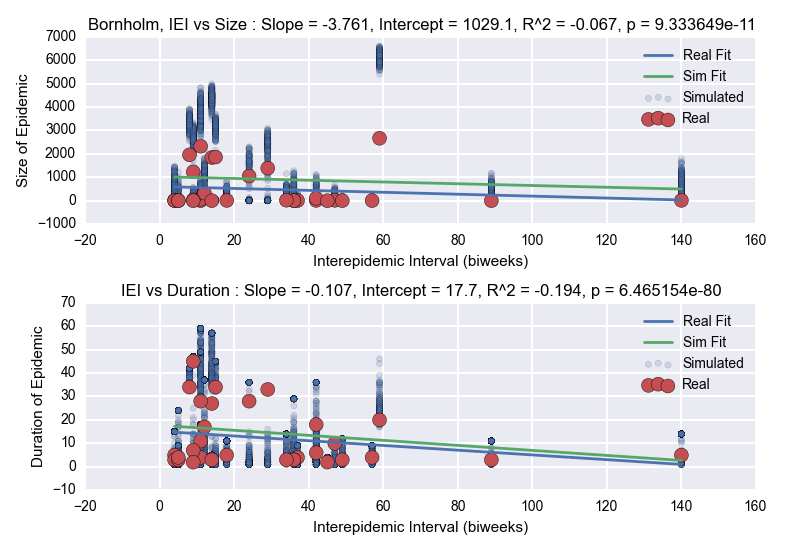 Bornholm, IEI vs Size : Slope = -3.761, Intercept = 1029.1, R^2 = -0.067, p = 9.333649e-11
7000
6000
5000
4000
3000
2000
1000
0
−1000
Size of Epidemic
Real Fit
Sim Fit
Simulated
Real
−20 0 20 40 60 80 100 120 140 160
Interepidemic Interval (biweeks)
IEI vs Duration : Slope = -0.107, Intercept = 17.7, R^2 = -0.194, p = 6.465154e-80
70
60
50
40
30
20
10
0
−10
Duration of Epidemic
Real Fit
Sim Fit
Simulated
Real
−20 0 20 40 60 80 100 120 140 160
Interepidemic Interval (biweeks)